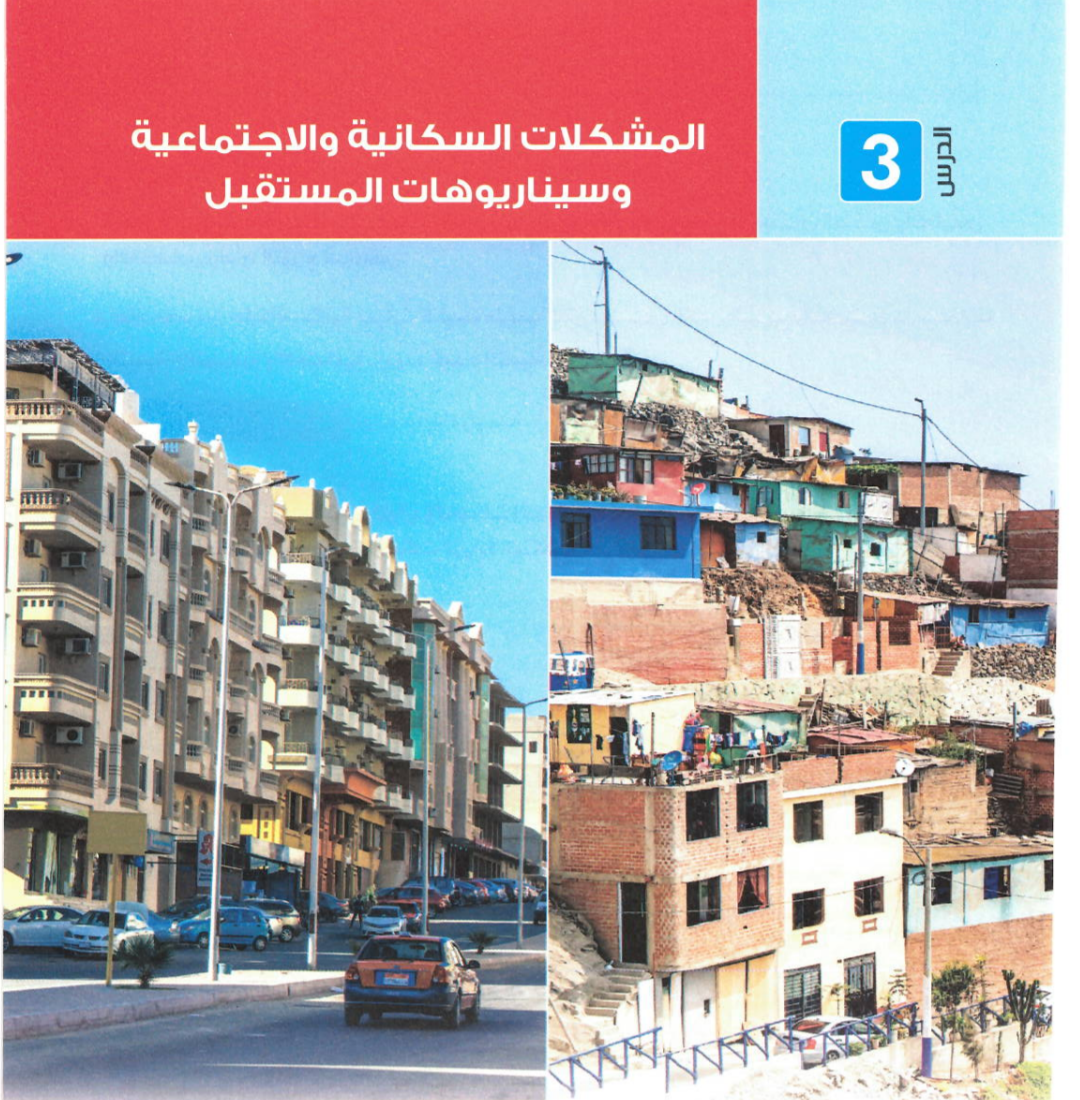 الدرس
3
المشكلات السكانية والاجتماعية
وسيناريوهات المستقبل